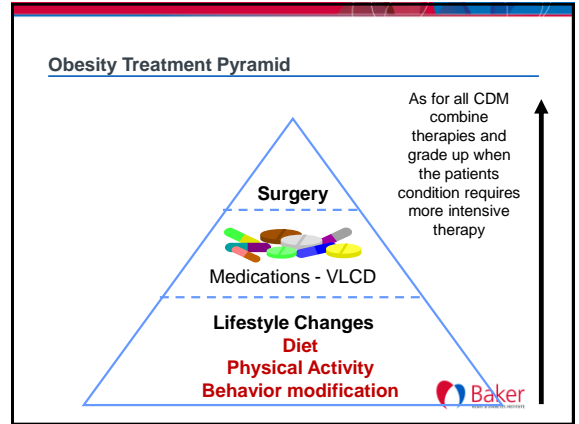 Obesity Treatment Pyramid
As for all CDM
combine
therapies and
grade up when
the patients
condition requires
more intensive
therapy
Surgery
Medications - VLCD
Lifestyle Changes
Diet
Physical Activity
Behavior modification
Baker